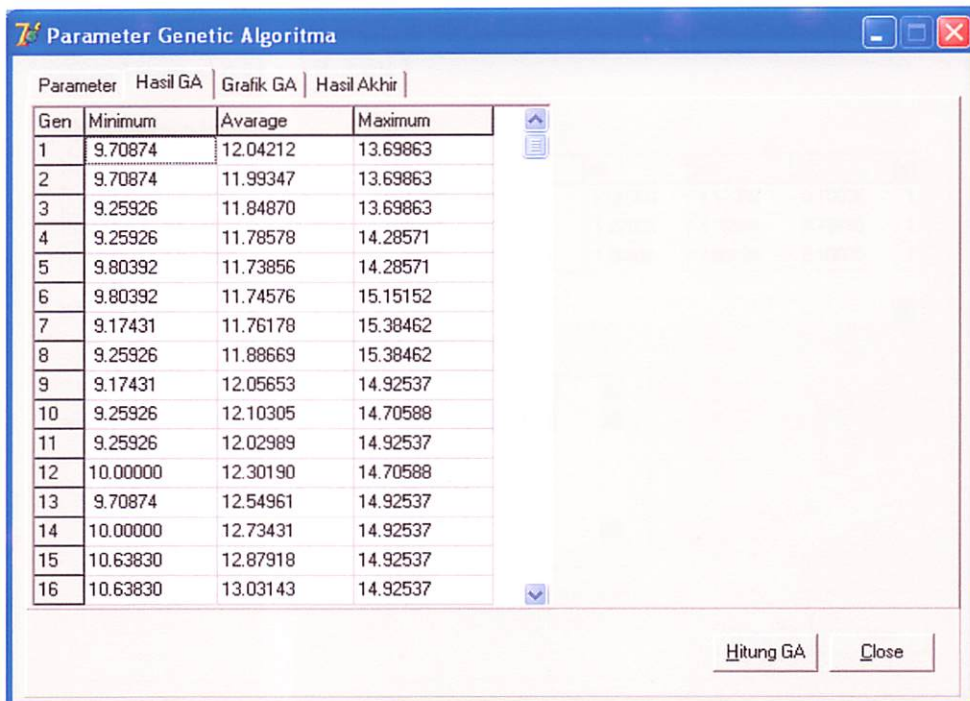 Parameter Genetic Algoritma
Parameter Hasil GA Grafik GA Hasil Akhir
Gen Minimum Avarage Maximum
1 9.70874 12.04212 13.69863
2 9.70874 11.99347 13.69863
3 9.25926 11.84870 13.69863
4 9.25926 11.78578 14.28571
5 9.80392 11.73856 14.28571
6 9.80392 11.74576 15.15152
7 9.17431 11.76178 15.38462
8 9.25926 11.88669 15.38462
9 9.17431 12.05653 14.92537
10 9.25926 12.10305 14.70588
11 9.25926 12.02989 14.92537
12 10.00000 12.30190 14.70588
13 9.70874 12.54961 14.92537
14 10.00000 12.73431 14.92537
15 10.63830 12.87918 14.92537
16 10.63830 13.03143 14.92537
Hitung GA Close